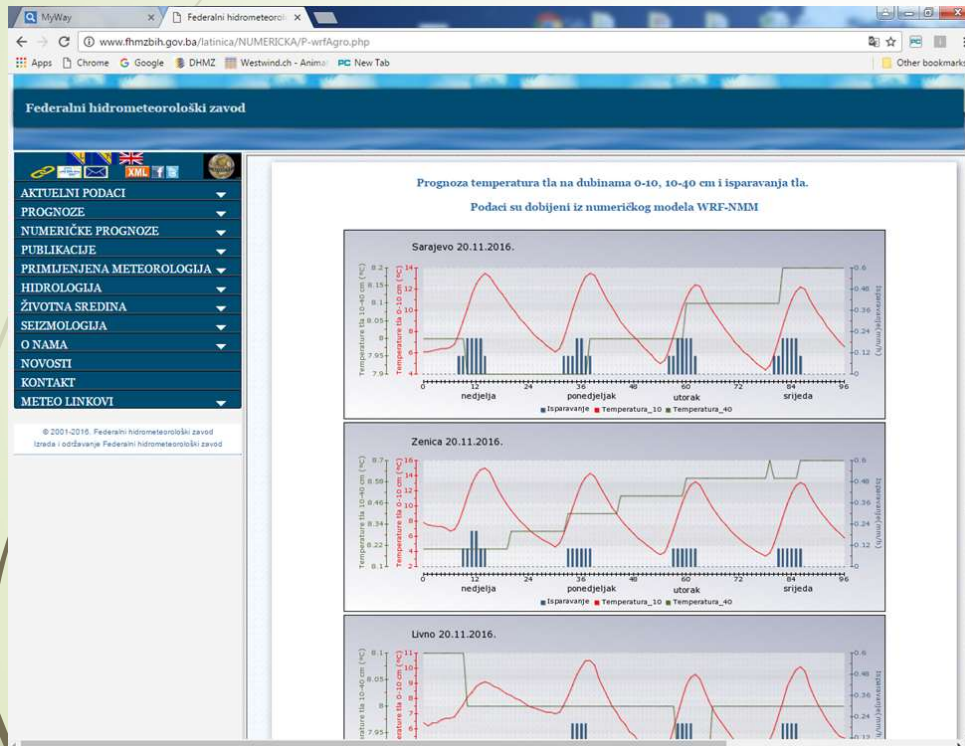 MyWay
Federalni hidrometeorol
www.fhmzbih.gov.ba/latinica/NUMERICKA/P-wrfAgro.php
Apps Chrome Google DHMZ Westwind.ch - Anima PC New Tab Other bookmarks
Federalni hidrometeorološki zavod
XML
AKTUELNI PODACI
PROGNOZE
NUMERIČKE PROGNOZE
PUBLIKACIJE
PRIMIJENJENA METEOROLOGIJA
HIDROLOGIJA
ŽIVOTNA SREDINA
SEIZMOLOGIJA
O NAMA
NOVOSTI
KONTAKT
METEO LINKOVI
© 2001-2016. Federalni hidrometeorološki zavod
Izrada i održavanje Federalni hidrometeorološki zavod
Prognoza temperatura tla na dubinama 0-10, 10-40 cm i isparavanja tla.
Podaci su dobijeni iz numeričkog modela WRF-NMM
Sarajevo 20.11.2016.
Temperature tla 10-40 cm (ºC)
8.2
8.15
8.1
8.05
8
7.95
7.9
Temperature tla 0-10 cm (ºC)
14
12
10
8
6
4
0.6
0.48
0.36
0.24
0.12
0
Isparavanje(mm/h)
0 12 24 36 48 60 72 84 96
nedjelja ponedjeljak utorak srijeda
Isparavanje Temperatura_10 Temperatura_40
Zenica 20.11.2016.
Temperature tla 10-40 cm (ºC)
8.7
8.58
8.46
8.34
8.22
8.1
Temperature tla 0-10 cm (ºC)
16
14
12
10
8
6
4
2
0.6
0.48
0.36
0.24
0.12
0
Isparavanje(mm/h)
0 12 24 36 48 60 72 84 96
nedjelja ponedjeljak utorak srijeda
Isparavanje Temperatura_10 Temperatura_40
Livno 20.11.2016.
8.1
8.05
8
7.95
11
10
9
8
7
6
0.6
0.48
0.36
0.24